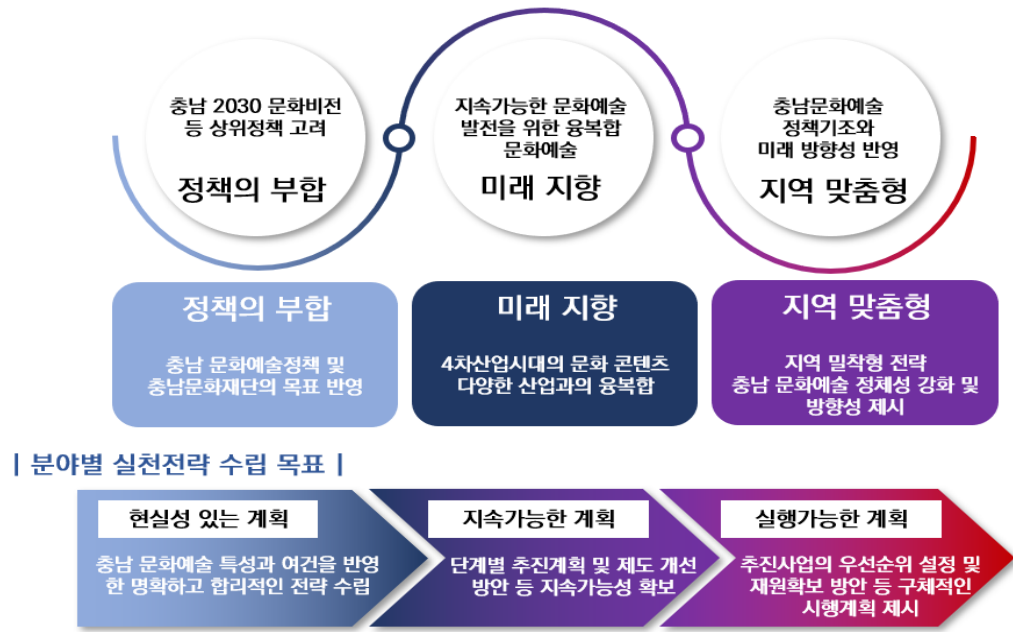 충남 2030 문화비전
등 상위정책 고려
정책의 부합
지속가능한 문화예술
발전을 위한 융복합
문화예술
미래 지향
충남문화예술
정책기조와
미래 방향성 반영
지역 맞춤형
정책의 부합
충남 문화예술정책 및
충남문화재단의 목표 반영
미래 지향
4차산업시대의 문화 콘텐츠
다양한 산업과의 융복합
지역 맞춤형
지역 밀착형 전략
충남 문화예술 정체성 강화 및
방향성 제시
| 분야별 실천전략 수립 목표 |
현실성 있는 계획
충남 문화예술 특성과 여건을 반영
한 명확하고 합리적인 전략 수립
지속가능한 계획
단계별 추진계획 및 제도 개선
방안 등 지속가능성 확보
실행가능한 계획
추진사업의 우선순위 설정 및
재원확보 방안 등 구체적인
시행계획 제시